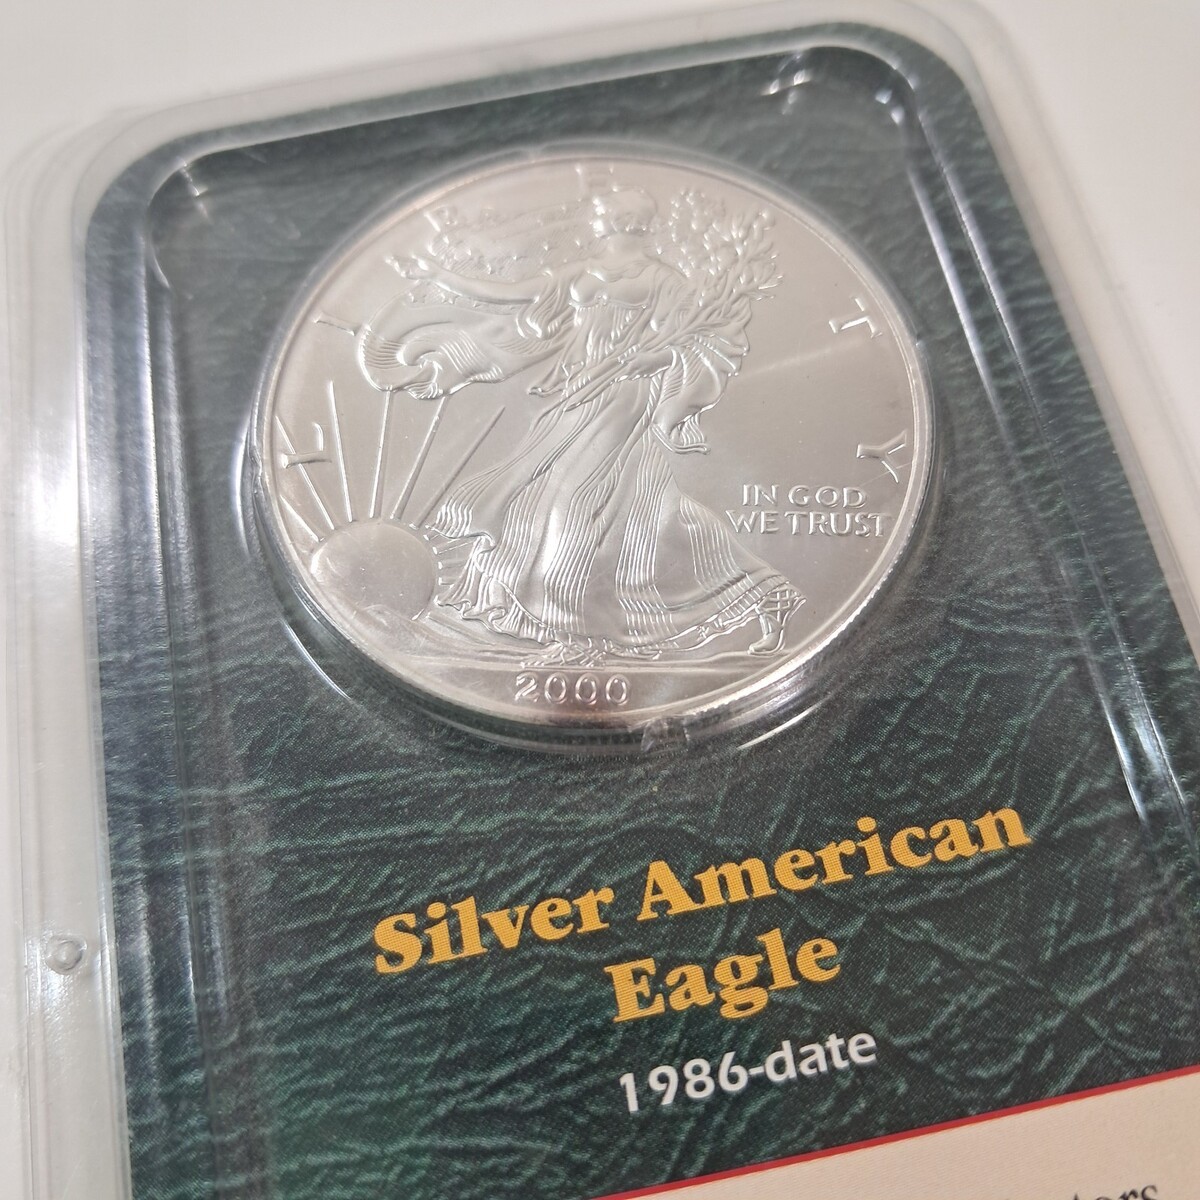 LIBERTY
IN GOD
WE TRUST
2000
Silver American
Eagle
1986-date